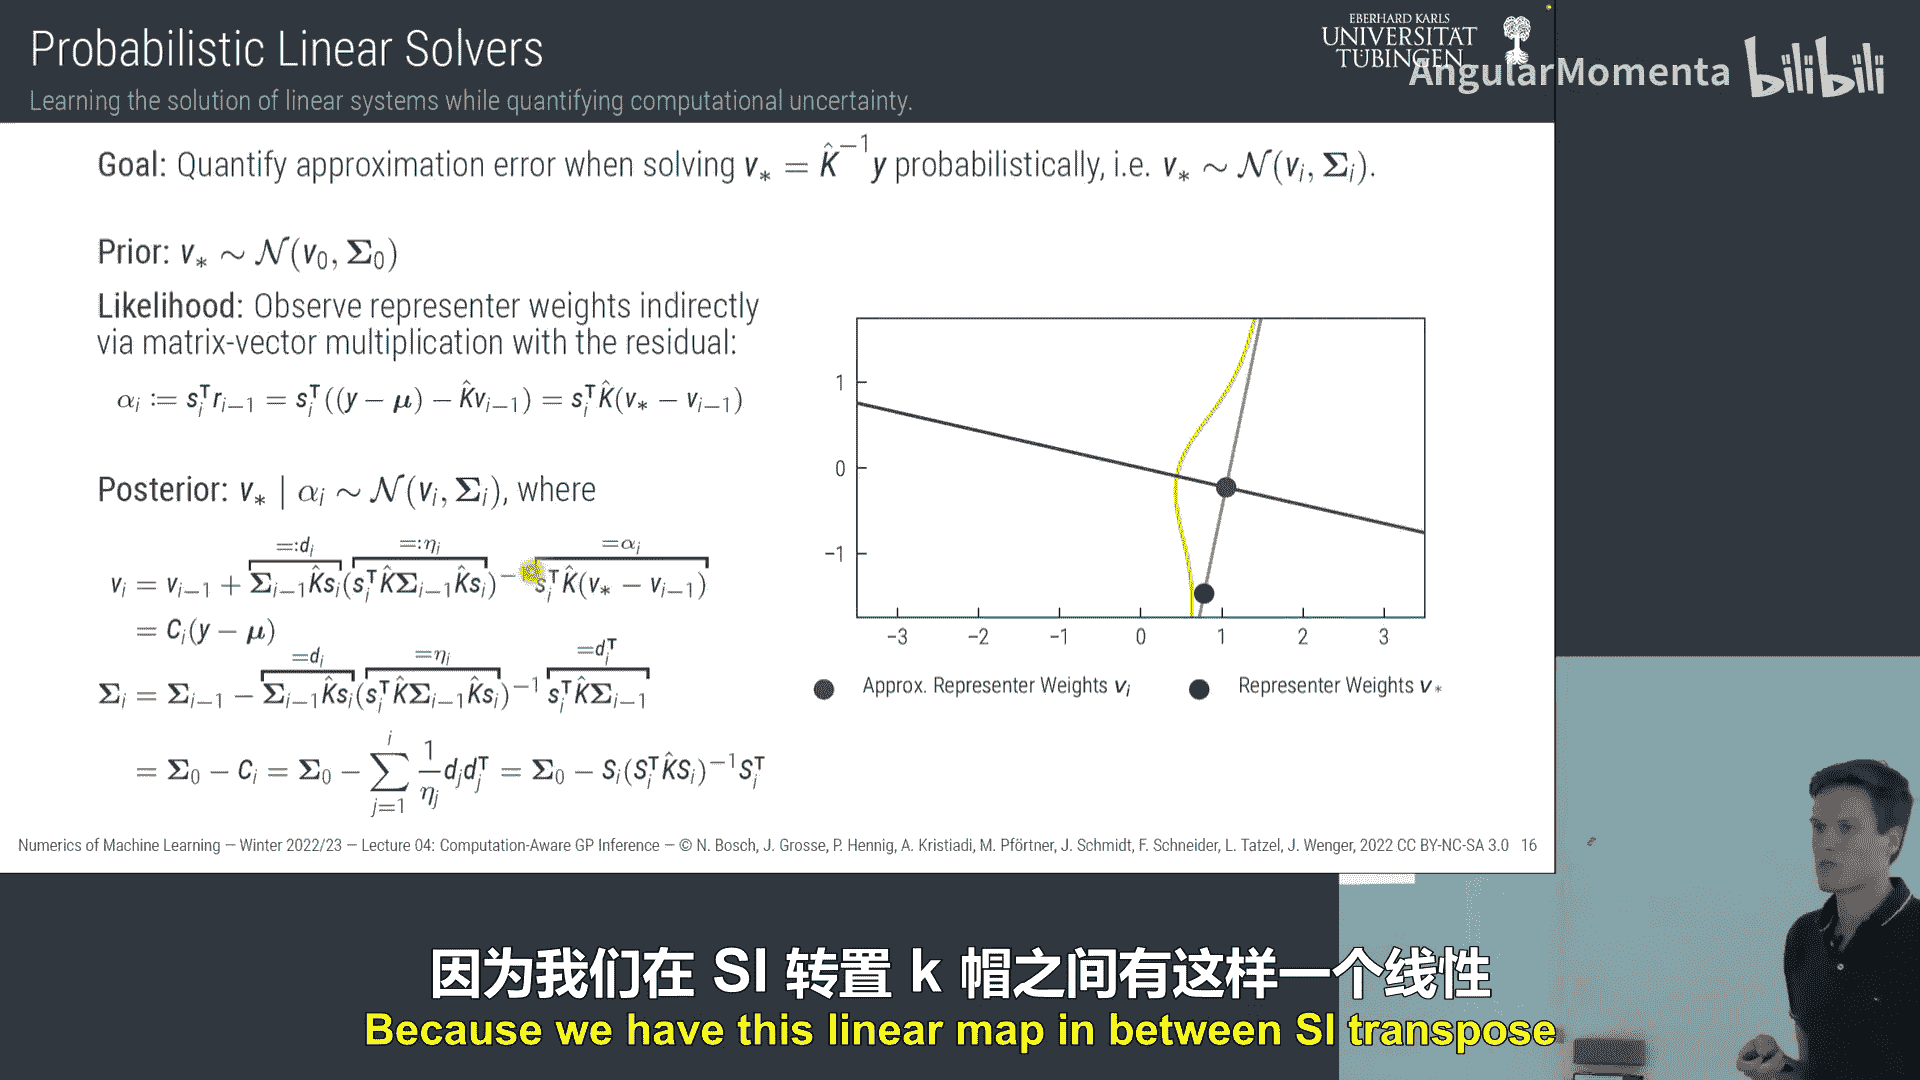 Probabilistic Linear Solvers
Learning the solution of linear systems while quantifying computational uncertainty.
EBERHARD KARLS
UNIVERSITÄT
TÜBINGEN
AngularMomenta bilibili
Goal: Quantify approximation error when solving v∗ = K̂⁻¹y probabilistically, i.e. v∗ ∼ 𝒩(vᵢ, Σᵢ).
Prior: v∗ ∼ 𝒩(v₀, Σ₀)
Likelihood: Observe representer weights indirectly
via matrix-vector multiplication with the residual:
αᵢ := sᵢᵀrᵢ₋₁ = sᵢᵀ((y − μ) − K̂vᵢ₋₁) = sᵢᵀK̂(v∗ − vᵢ₋₁)
Posterior: v∗ | αᵢ ∼ 𝒩(vᵢ, Σᵢ), where
=:dᵢ =:ηᵢ =αᵢ
vᵢ = vᵢ₋₁ + Σᵢ₋₁K̂sᵢ(sᵢᵀK̂Σᵢ₋₁K̂sᵢ)⁻ sᵢᵀK̂(v∗ − vᵢ₋₁)
= Cᵢ(y − μ)
=dᵢ =ηᵢ =dᵢᵀ
Σᵢ = Σᵢ₋₁ − Σᵢ₋₁K̂sᵢ(sᵢᵀK̂Σᵢ₋₁K̂sᵢ)⁻¹sᵢᵀK̂Σᵢ₋₁
= Σ₀ − Cᵢ = Σ₀ − ∑ⱼ₌₁ⁱ 1/ηⱼ dⱼdⱼᵀ = Σ₀ − Sᵢ(SᵢᵀK̂Sᵢ)⁻¹Sᵢᵀ
1
0
−1
−3 −2 −1 0 1 2 3
Approx. Representer Weights vᵢ Representer Weights v∗
Numerics of Machine Learning — Winter 2022/23 — Lecture 04: Computation-Aware GP Inference — © N. Bosch, J. Grosse, P. Hennig, A. Kristiadi, M. Pförtner, J. Schmidt, F. Schneider, L. Tatzel, J. Wenger, 2022 CC BY-NC-SA 3.0 16
因为我们在 SI 转置 k 帽之间有这样一个线性
Because we have this linear map in between SI transpose